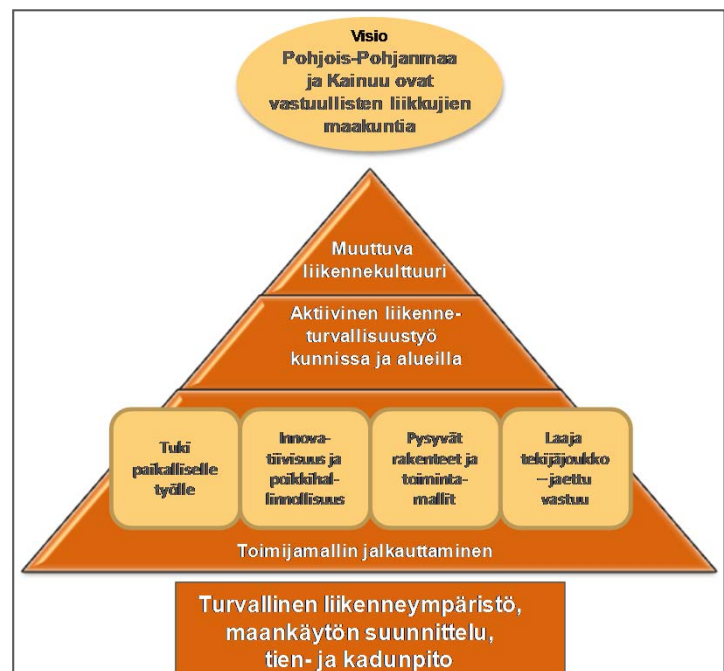 Visio
Pohjois-Pohjanmaa
ja Kainuu ovat
vastuullisten liikkujien
maakuntia
Muuttuva
liikennekulttuuri
Aktiivinen liikenne-
turvallisuustyö
kunnissa ja alueilla
Tuki
paikalliselle
työlle
Innova-
tiivisuus ja
poikkihal-
linnollisuus
Pysyvät
rakenteet ja
toiminta-
mallit
Laaja
tekijäjoukko
– jaettu
vastuu
Toimijamallin jalkauttaminen
Turvallinen liikenneympäristö,
maankäytön suunnittelu,
tien- ja kadunpito